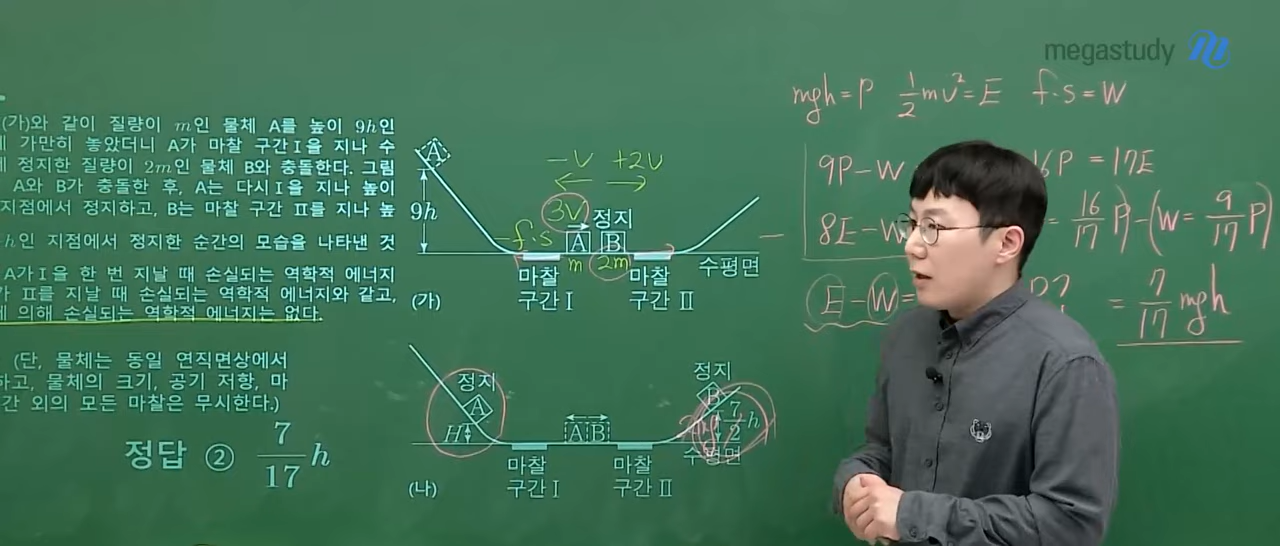 megastudy
(가)와 같이 질량이 m인 물체 A를 높이 9h인
가만히 놓았더니 A가 마찰 구간 I을 지나 수
정지한 질량이 2m인 물체 B와 충돌한다. 그림
A와 B가 충돌한 후, A는 다시 I을 지나 높이
지점에서 정지하고, B는 마찰 구간 II를 지나 높
h인 지점에서 정지한 순간의 모습을 나타낸 것
A가 I을 한 번 지날 때 손실되는 역학적 에너지
II를 지날 때 손실되는 역학적 에너지와 같고,
의해 손실되는 역학적 에너지는 없다.
(단, 물체는 동일 연직면상에서
하고, 물체의 크기, 공기 저항, 마
간 외의 모든 마찰은 무시한다.)
정답 ② 7/17 h
A
9h
-V +2V
3V
정지
-f·s
A B
m 2m
마찰 구간 I
마찰 구간 II
수평면
(가)
정지
A
H
A B
정지
B
7/2 h
마찰 구간 I
마찰 구간 II
수평면
(나)
mgh=P 1/2 mv²=E f·s=W
9P-W
6P = 17E
8E-W
= 16/17 P - (W= 9/17 P)
E-W=
P?
= 7/17 mgh